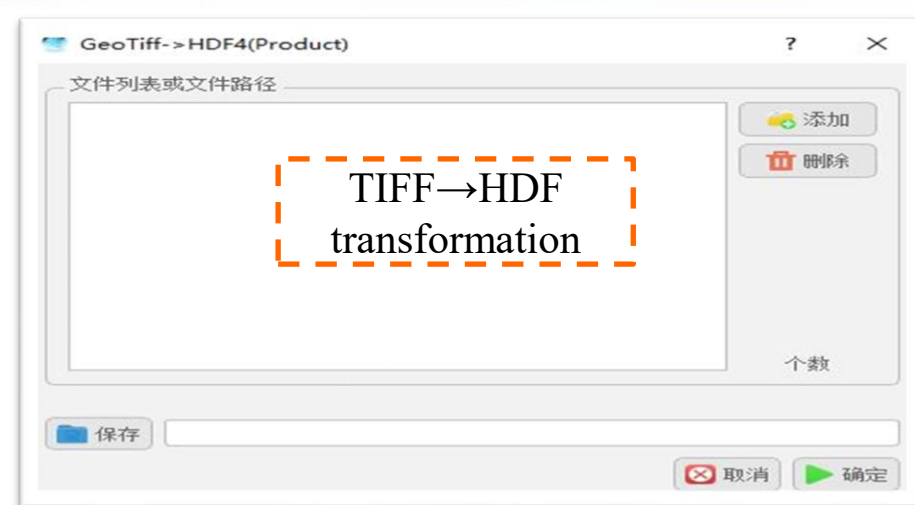 GeoTiff->HDF4(Product)
? ×
文件列表或文件路径
添加
删除
TIFF→HDF
transformation
个数
保存
取消
确定